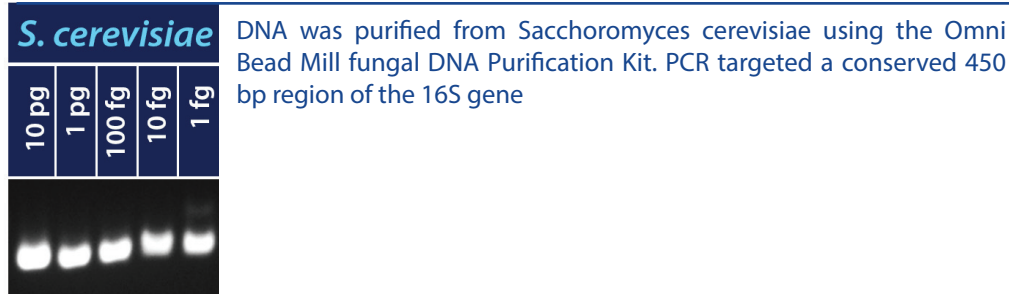 S. cerevisiae
10 pg
1 pg
100 fg
10 fg
1 fg
DNA was purified from Sacchoromyces cerevisiae using the Omni
Bead Mill fungal DNA Purification Kit. PCR targeted a conserved 450
bp region of the 16S gene